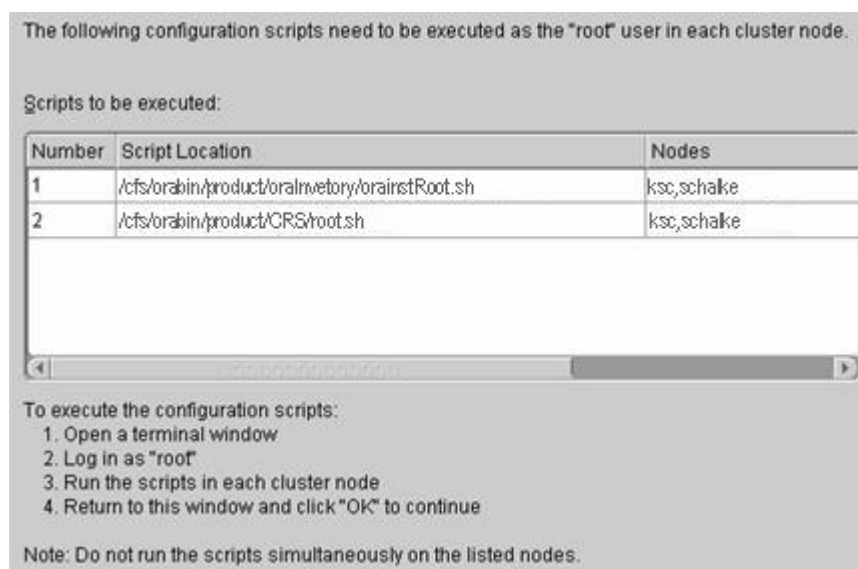 The following configuration scripts need to be executed as the "root" user in each cluster node.
Scripts to be executed:
Number Script Location Nodes
1 /cfs/orabin/product/oraInvetory/orainstRoot.sh ksc,schalke
2 /cfs/orabin/product/CRS/root.sh ksc,schalke
To execute the configuration scripts:
1. Open a terminal window
2. Log in as "root"
3. Run the scripts in each cluster node
4. Return to this window and click "OK" to continue
Note: Do not run the scripts simultaneously on the listed nodes.